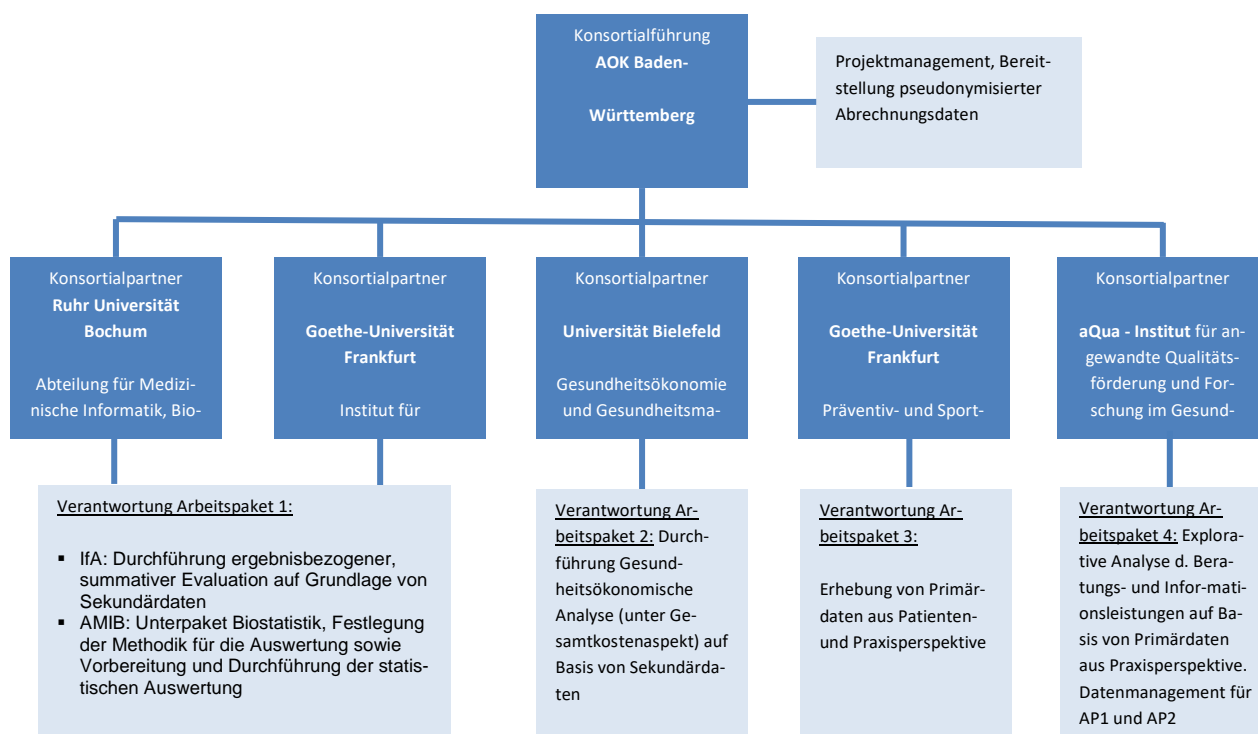 Konsortialführung
AOK Baden-
Württemberg
Projektmanagement, Bereit-
stellung pseudonymisierter
Abrechnungsdaten
Konsortialpartner
Ruhr Universität
Bochum
Abteilung für Medizi-
nische Informatik, Bio-
Konsortialpartner
Goethe-Universität
Frankfurt
Institut für
Konsortialpartner
Universität Bielefeld
Gesundheitsökonomie
und Gesundheitsma-
Konsortialpartner
Goethe-Universität
Frankfurt
Präventiv- und Sport-
Konsortialpartner
aQua - Institut für an-
gewandte Qualitäts-
förderung und For-
schung im Gesund-
Verantwortung Arbeitspaket 1:
▪ IfA: Durchführung ergebnisbezogener,
summativer Evaluation auf Grundlage von
Sekundärdaten
▪ AMIB: Unterpaket Biostatistik, Festlegung
der Methodik für die Auswertung sowie
Vorbereitung und Durchführung der statis-
tischen Auswertung
Verantwortung Ar-
beitspaket 2: Durch-
führung Gesund-
heitsökonomische
Analyse (unter Ge-
samtkostenaspekt) auf
Basis von Sekundärda-
ten
Verantwortung Ar-
beitspaket 3:
Erhebung von Primär-
daten aus Patienten-
und Praxisperspektive
Verantwortung Ar-
beitspaket 4: Explora-
tive Analyse d. Bera-
tungs- und Infor-mati-
onsleistungen auf Ba-
sis von Primärdaten
aus Praxisperspektive.
Datenmanagement für
AP1 und AP2